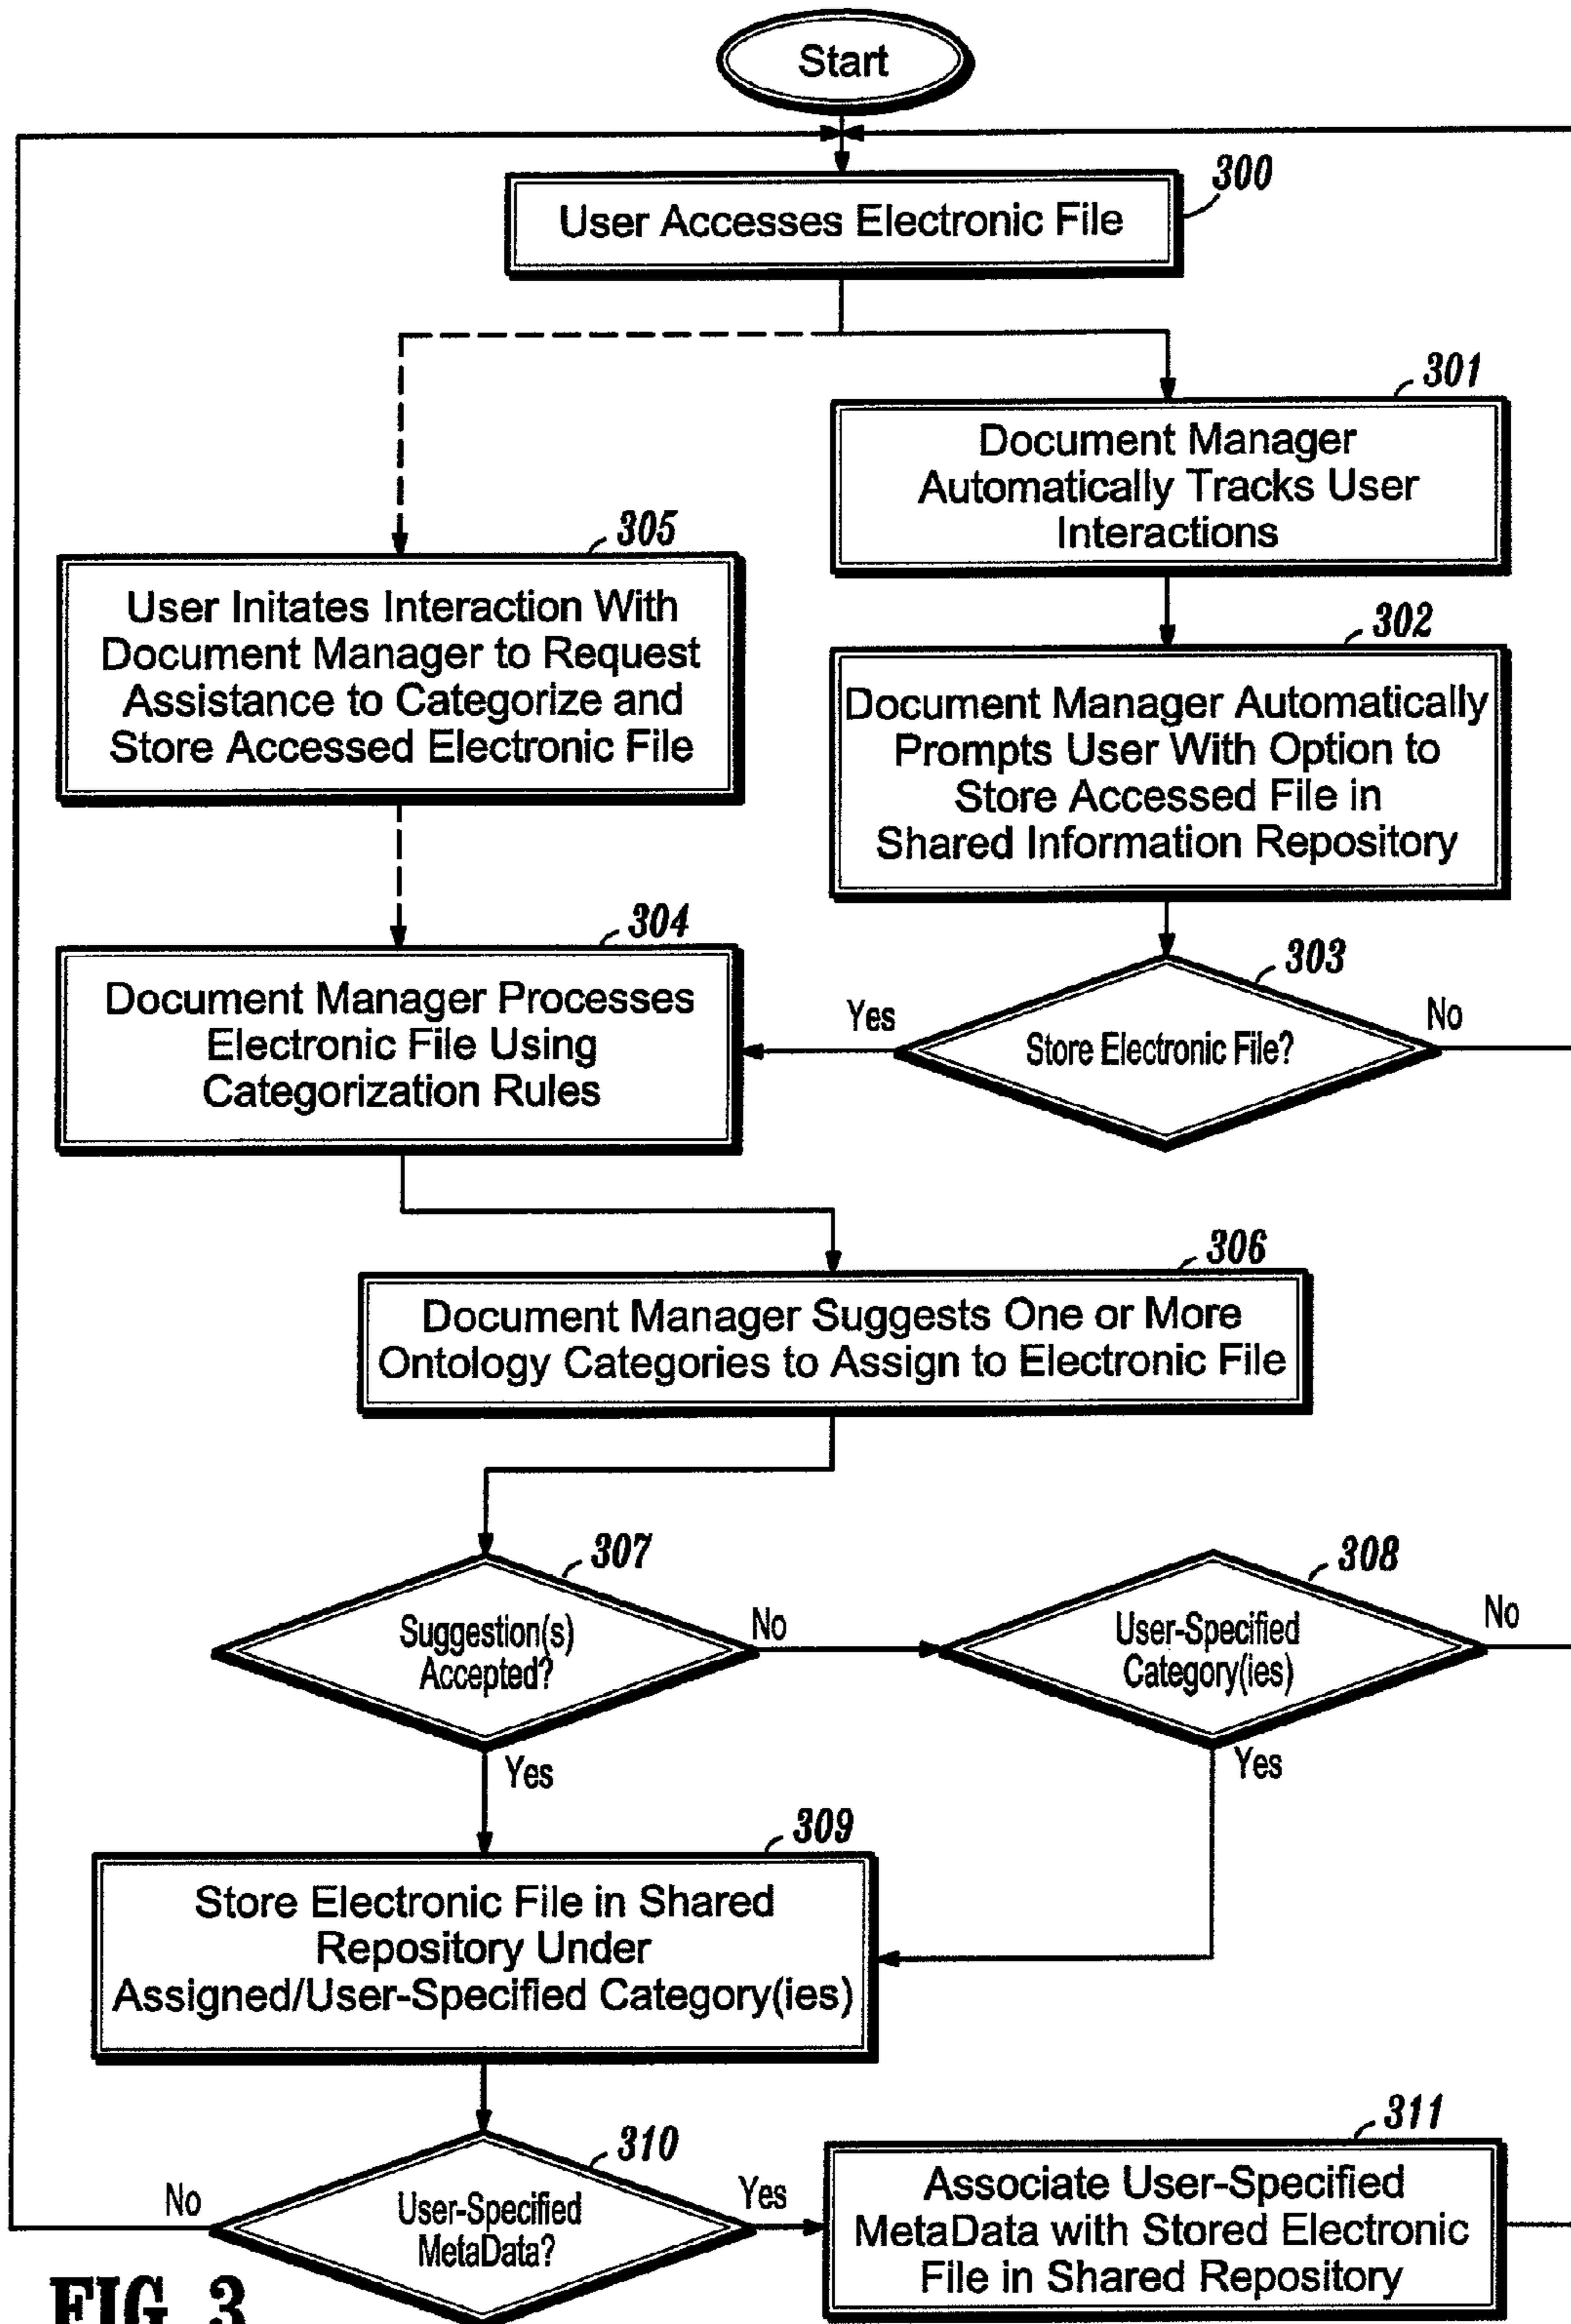 Start
300
User Accesses Electronic File
301
Document Manager
Automatically Tracks User
Interactions
305
User Initates Interaction With
Document Manager to Request
Assistance to Categorize and
Store Accessed Electronic File
302
Document Manager Automatically
Prompts User With Option to
Store Accessed File in
Shared Information Repository
304
Document Manager Processes
Electronic File Using
Categorization Rules
303
Yes
Store Electronic File?
No
306
Document Manager Suggests One or More
Ontology Categories to Assign to Electronic File
307
Suggestion(s)
Accepted?
No
Yes
308
User-Specified
Category(ies)
No
Yes
309
Store Electronic File in Shared
Repository Under
Assigned/User-Specified Category(ies)
310
No
User-Specified
MetaData?
Yes
311
Associate User-Specified
MetaData with Stored Electronic
File in Shared Repository
FIG. 3